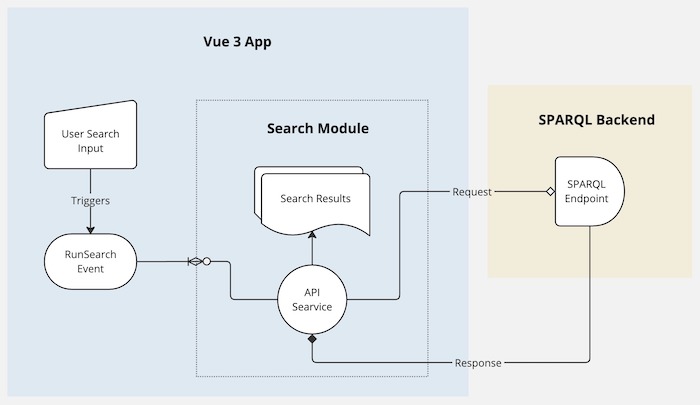 Vue 3 App
User Search
Input
Triggers
RunSearch
Event
Search Module
Search Results
API
Searvice
Request
Response
SPARQL Backend
SPARQL
Endpoint